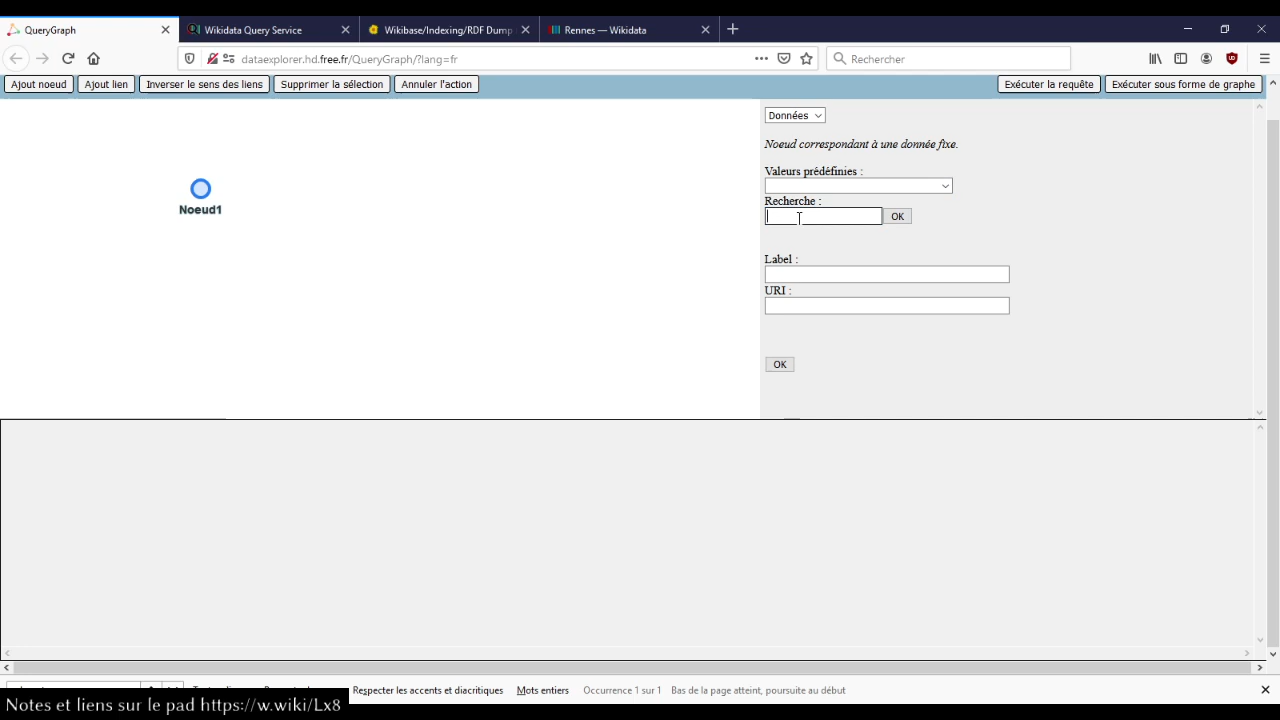 QueryGraph
Wikidata Query Service
Wikibase/Indexing/RDF Dump
Rennes — Wikidata
dataexplorer.hd.free.fr/QueryGraph/?lang=fr
Rechercher
Ajout noeud
Ajout lien
Inverser le sens des liens
Supprimer la sélection
Annuler l'action
Exécuter la requête
Exécuter sous forme de graphe
Données
Noeud correspondant à une donnée fixe.
Valeurs prédéfinies :
Recherche :
OK
Noeud1
Label :
URI :
OK
Respecter les accents et diacritiques
Mots entiers
Occurrence 1 sur 1
Bas de la page atteint, poursuite au début
Notes et liens sur le pad https://w.wiki/Lx8